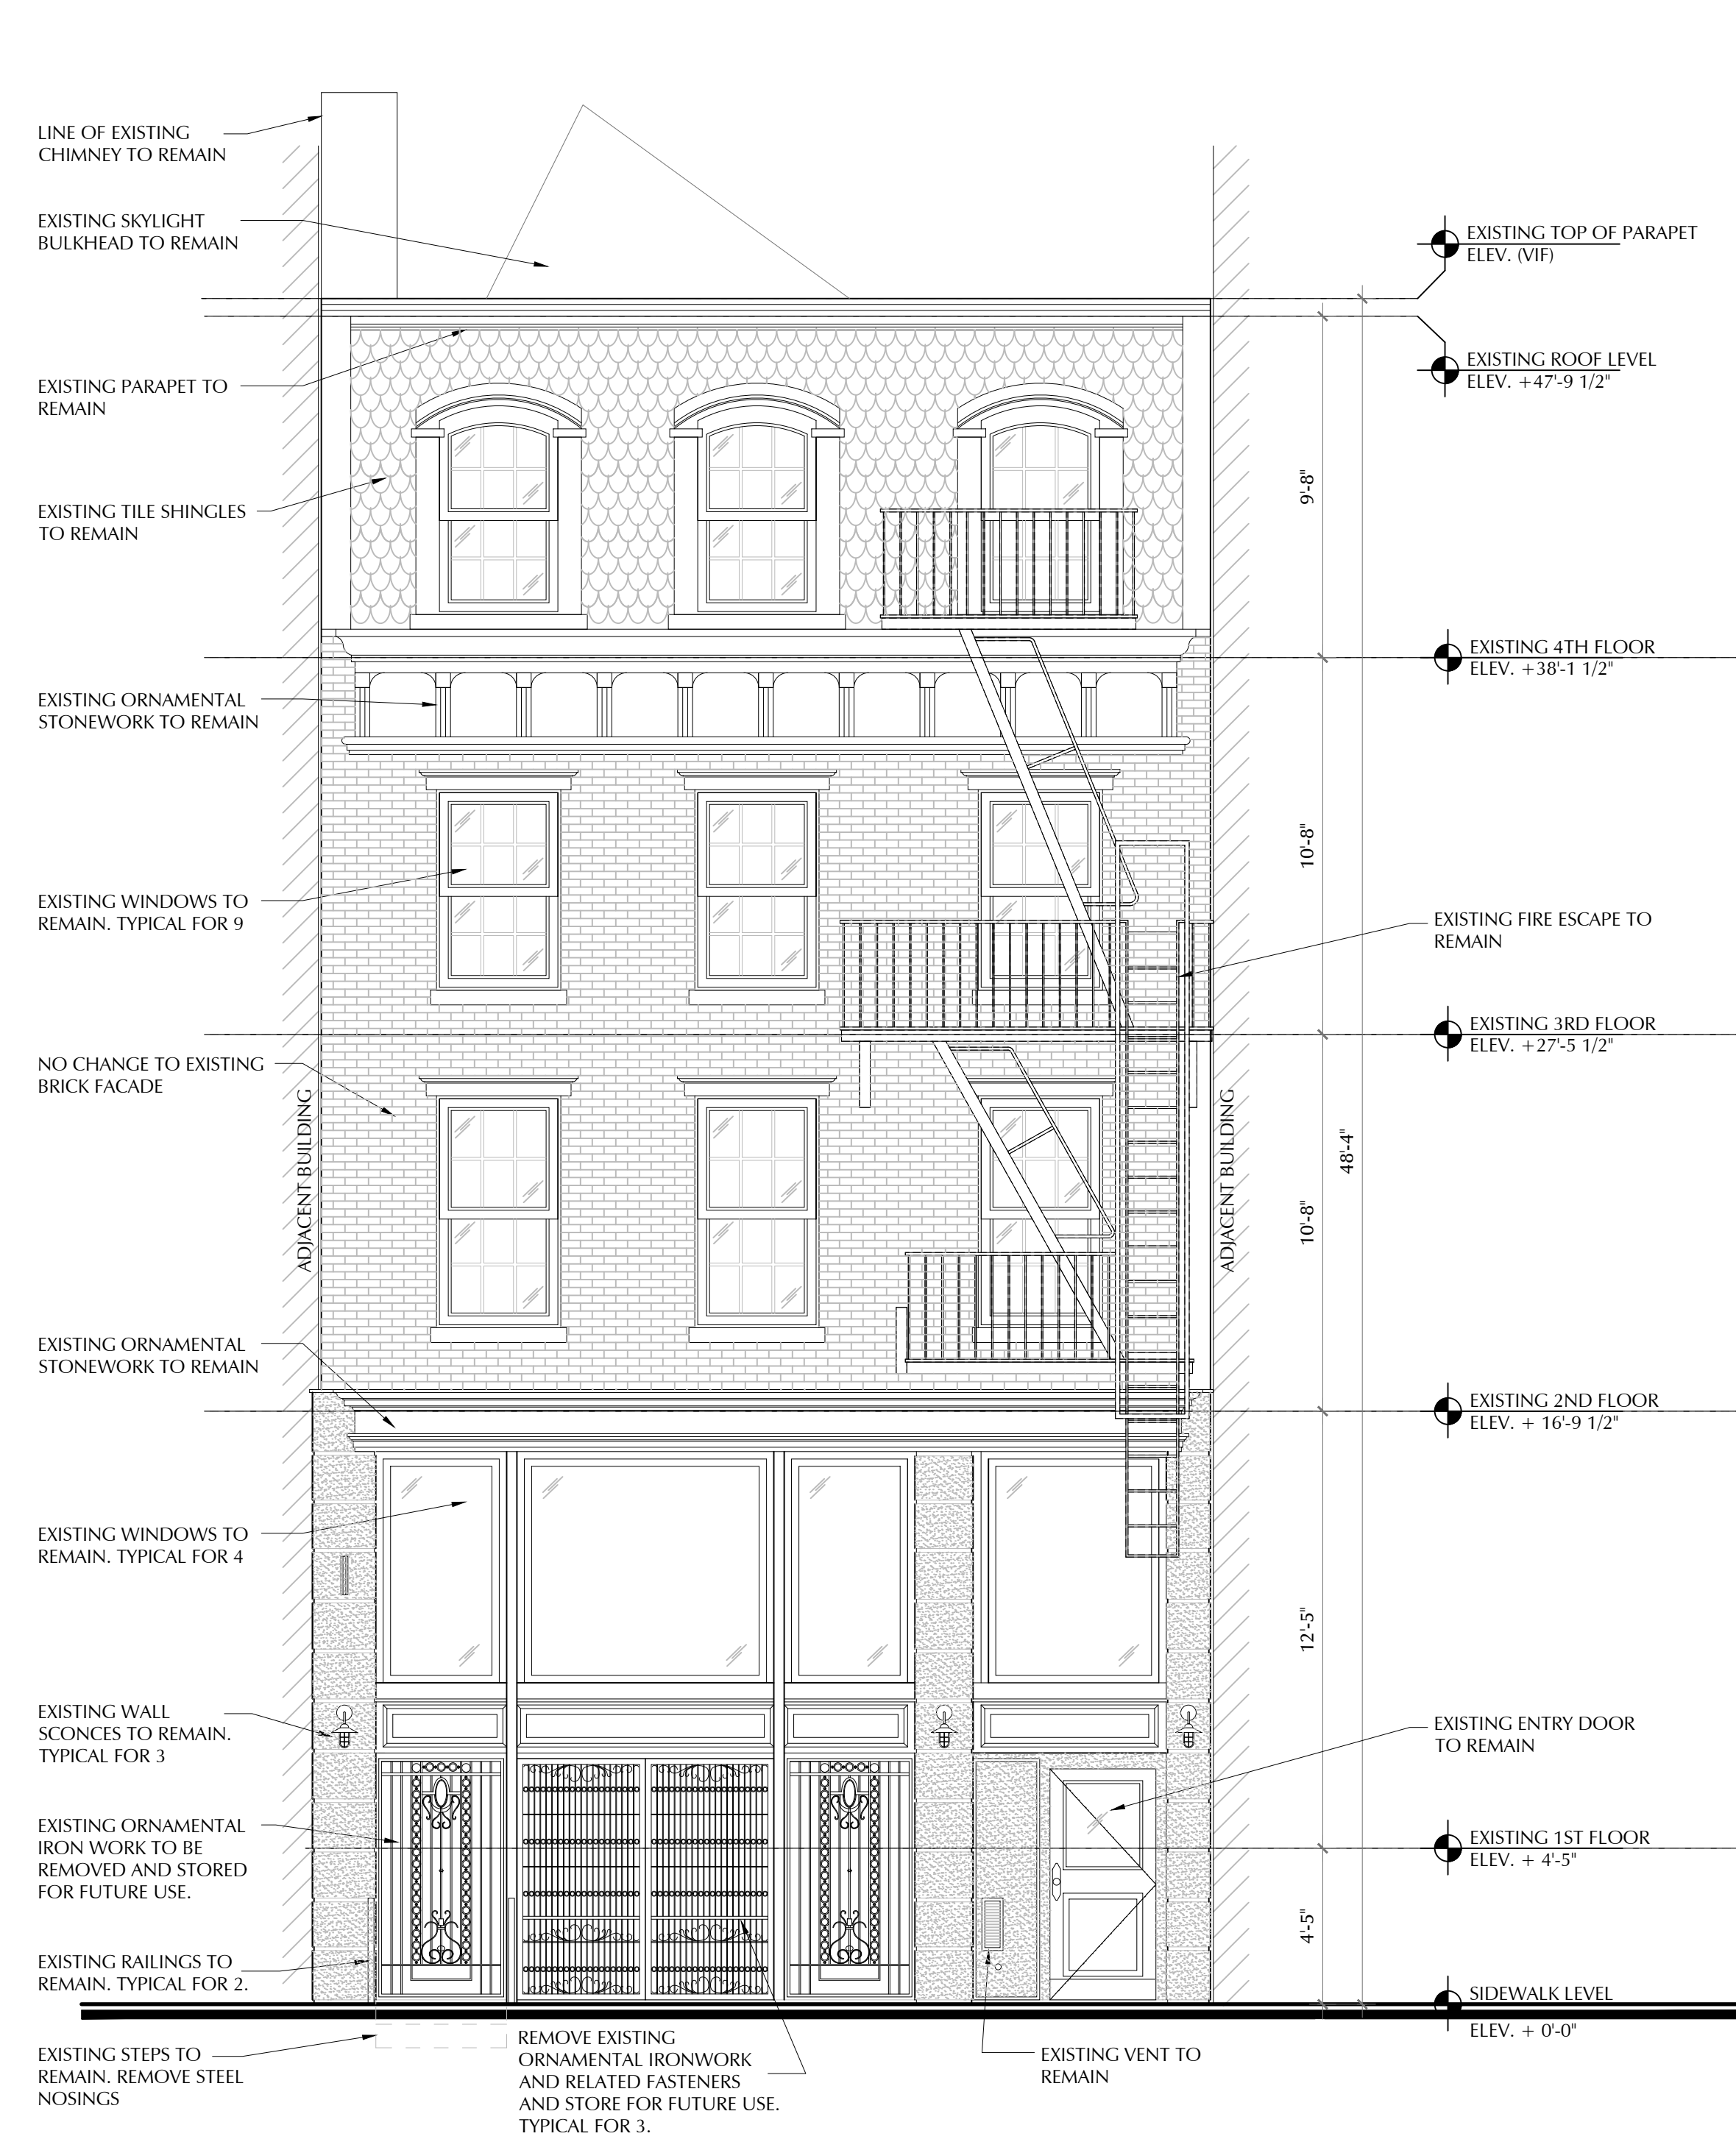 LINE OF EXISTING
CHIMNEY TO REMAIN
EXISTING SKYLIGHT
BULKHEAD TO REMAIN
EXISTING PARAPET TO
REMAIN
EXISTING TILE SHINGLES
TO REMAIN
EXISTING ORNAMENTAL
STONEWORK TO REMAIN
EXISTING WINDOWS TO
REMAIN. TYPICAL FOR 9
NO CHANGE TO EXISTING
BRICK FACADE
ADJACENT BUILDING
EXISTING ORNAMENTAL
STONEWORK TO REMAIN
EXISTING WINDOWS TO
REMAIN. TYPICAL FOR 4
EXISTING WALL
SCONCES TO REMAIN.
TYPICAL FOR 3
EXISTING ORNAMENTAL
IRON WORK TO BE
REMOVED AND STORED
FOR FUTURE USE.
EXISTING RAILINGS TO
REMAIN. TYPICAL FOR 2.
EXISTING STEPS TO
REMAIN. REMOVE STEEL
NOSINGS
REMOVE EXISTING
ORNAMENTAL IRONWORK
AND RELATED FASTENERS
AND STORE FOR FUTURE USE.
TYPICAL FOR 3.
EXISTING VENT TO
REMAIN
ADJACENT BUILDING
9'-8"
10'-8"
10'-8"
48'-4"
12'-5"
4'-5"
EXISTING TOP OF PARAPET
ELEV. (VIF)
EXISTING ROOF LEVEL
ELEV. +47'-9 1/2"
EXISTING 4TH FLOOR
ELEV. +38'-1 1/2"
EXISTING FIRE ESCAPE TO
REMAIN
EXISTING 3RD FLOOR
ELEV. +27'-5 1/2"
EXISTING 2ND FLOOR
ELEV. + 16'-9 1/2"
EXISTING ENTRY DOOR
TO REMAIN
EXISTING 1ST FLOOR
ELEV. + 4'-5"
SIDEWALK LEVEL
ELEV. + 0'-0"